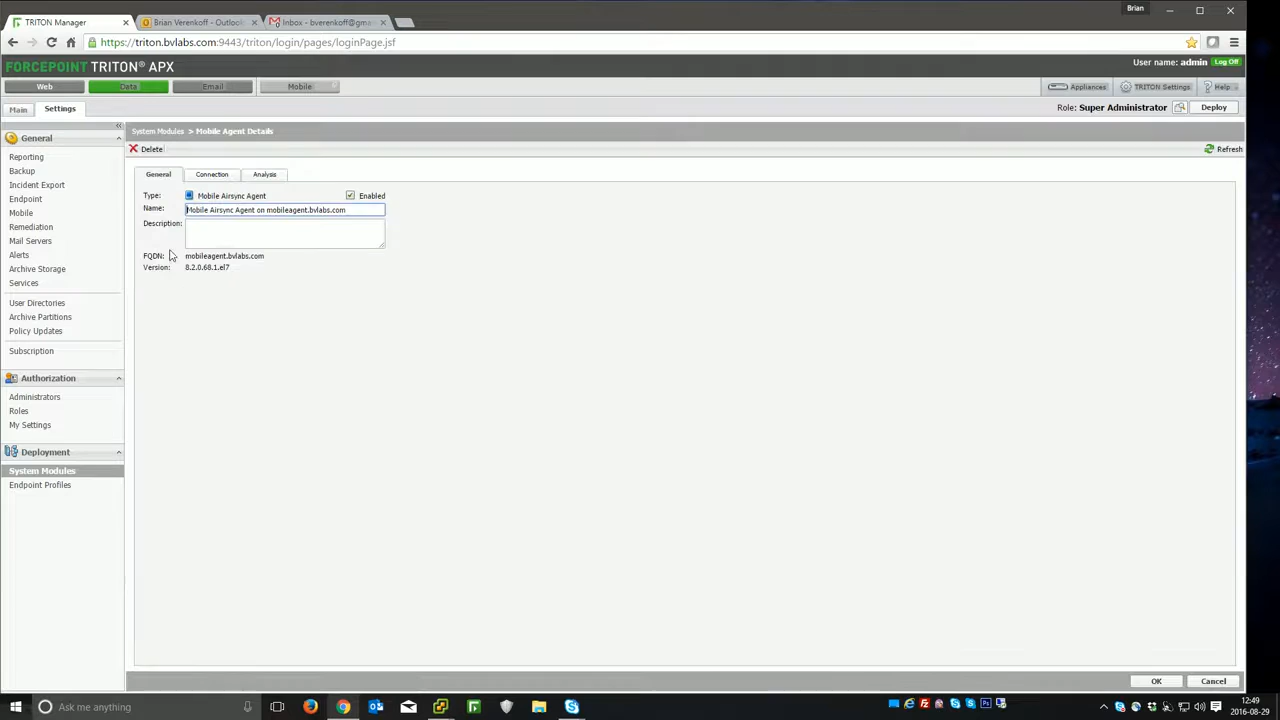 Brian
TRITON Manager
Brian Verenkoff - Outlook
Inbox - bverenkoff@gma
https://triton.bvlabs.com:9443/triton/login/pages/loginPage.jsf
FORCEPOINT TRITON® APX
User name: admin Log Off
Web Data Email Mobile
Appliances TRITON Settings Help
Main Settings
Role: Super Administrator Deploy
General
Reporting
Backup
Incident Export
Endpoint
Mobile
Remediation
Mail Servers
Alerts
Archive Storage
Services
User Directories
Archive Partitions
Policy Updates
Subscription
Authorization
Administrators
Roles
My Settings
Deployment
System Modules
Endpoint Profiles
System Modules > Mobile Agent Details
Delete
Refresh
General Connection Analysis
Type: Mobile Airsync Agent Enabled
Name: Mobile Airsync Agent on mobileagent.bvlabs.com
Description:
FQDN: mobileagent.bvlabs.com
Version: 8.2.0.68.1.el7
OK Cancel
Ask me anything
12:49
2016-08-29